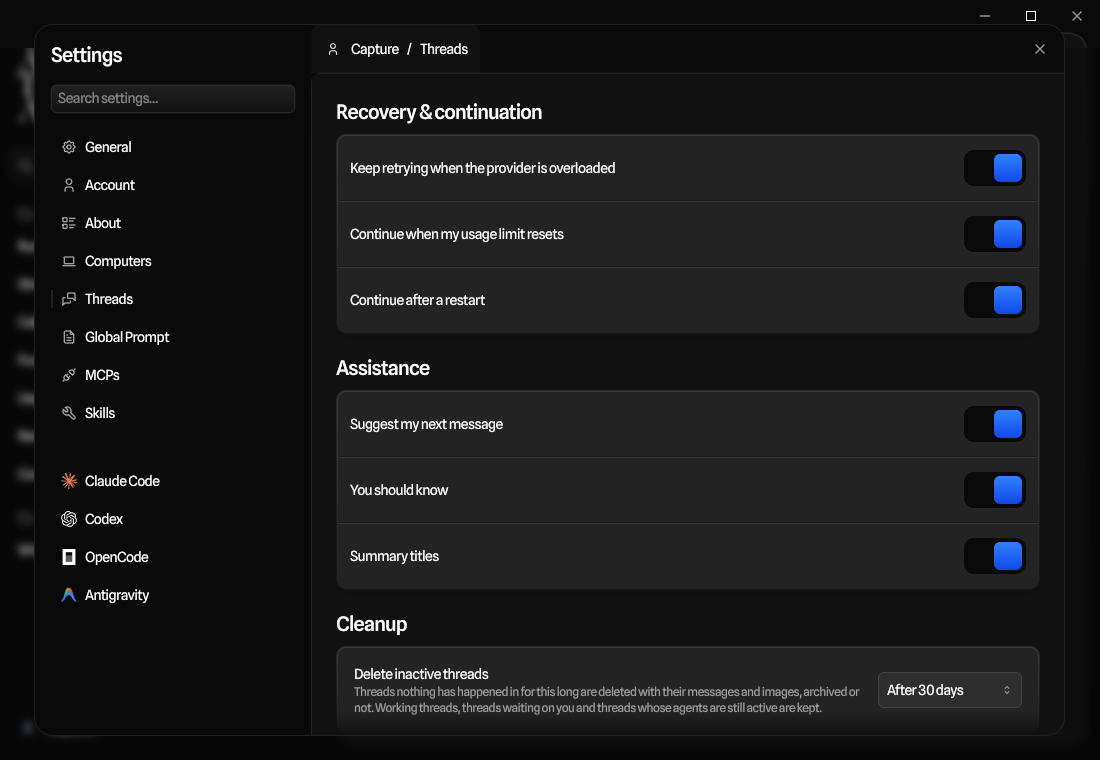 Settings
Search settings...
General
Account
About
Computers
Threads
Global Prompt
MCPs
Skills
Claude Code
Codex
OpenCode
Antigravity
Capture / Threads
Recovery & continuation
Keep retrying when the provider is overloaded
Continue when my usage limit resets
Continue after a restart
Assistance
Suggest my next message
You should know
Summary titles
Cleanup
Delete inactive threads
Threads nothing has happened in for this long are deleted with their messages and images, archived or
not. Working threads, threads waiting on you and threads whose agents are still active are kept.
After 30 days